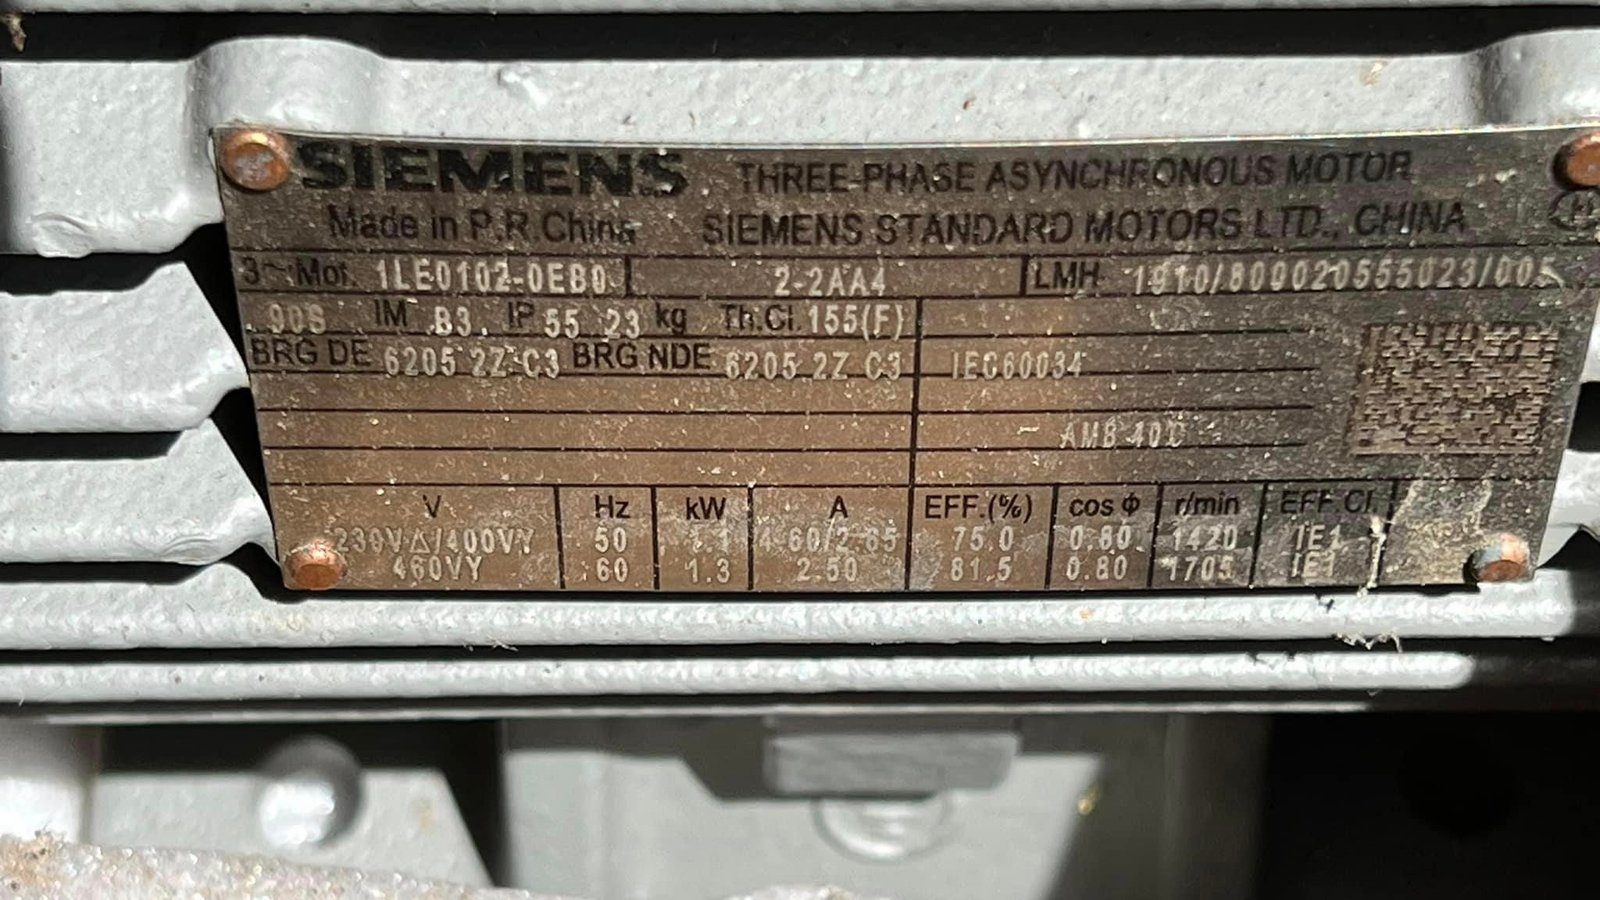 SIEMENS THREE-PHASE ASYNCHRONOUS MOTOR
Made in P.R.China SIEMENS STANDARD MOTORS LTD., CHINA
3~Mot. 1LE0102-0EB0 2-2AA4 LMH- 1910/800020555023/005
90S IM B3 IP 55 23 kg Th.Cl. 155(F)
BRG DE 6205 2Z C3 BRG NDE 6205 2Z C3 IEC60034
AMB 40℃
V Hz kW A EFF.(%) cos ф r/min EFF.Cl.
230VΔ/400VY 50 1.1 4.60/2.65 75.0 0.80 1420 IE1
460VY 60 1.3 2.50 81.5 0.80 1705 IE1